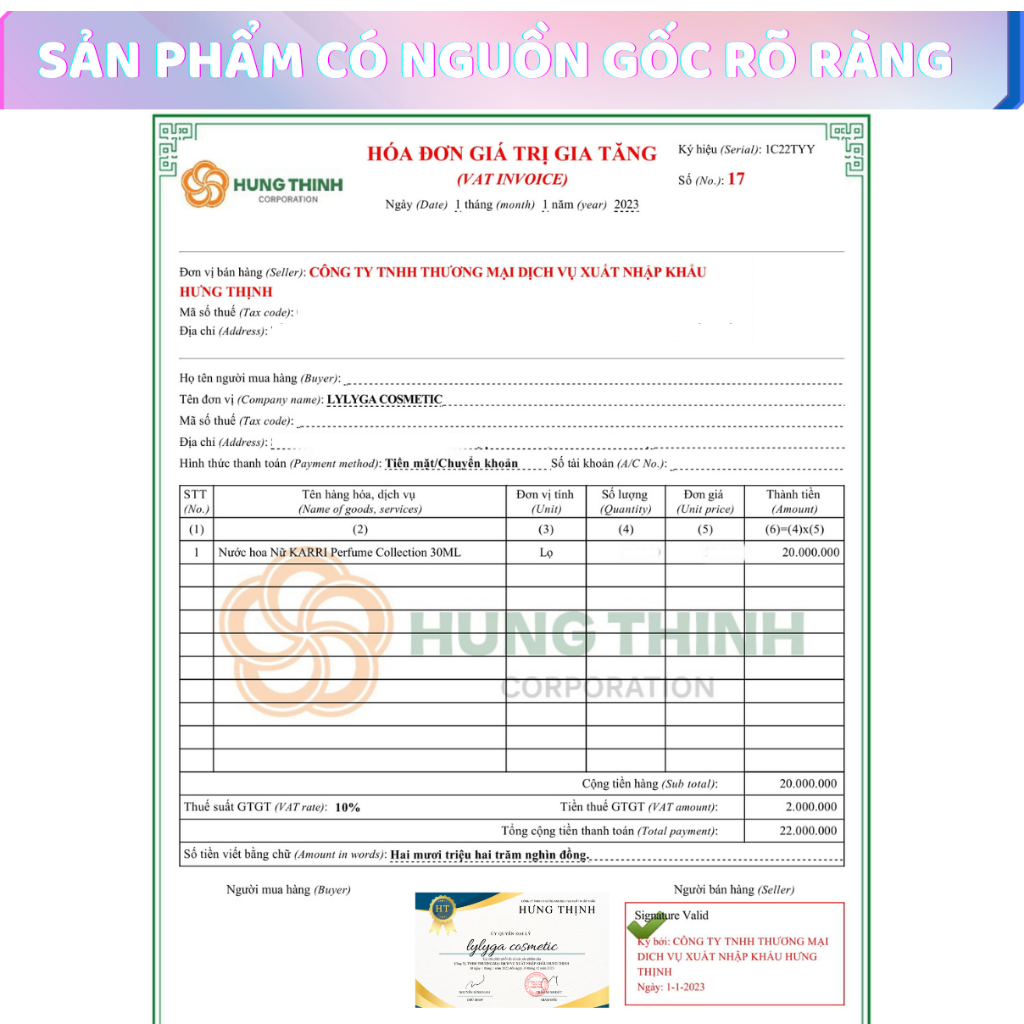 SẢN PHẨM CÓ NGUỒN GỐC RÕ RÀNG
HUNG THINH
CORPORATION
HÓA ĐƠN GIÁ TRỊ GIA TĂNG
(VAT INVOICE)
Ngày (Date) 1 tháng (month) 1 năm (year) 2023
Ký hiệu (Serial): 1C22TYY
Số (No.): 17
Đơn vị bán hàng (Seller): CÔNG TY TNHH THƯƠNG MẠI DỊCH VỤ XUẤT NHẬP KHẨU
HƯNG THỊNH
Mã số thuế (Tax code):
Địa chỉ (Address):
Họ tên người mua hàng (Buyer):
Tên đơn vị (Company name): LYLYGA COSMETIC
Mã số thuế (Tax code):
Địa chỉ (Address):
Hình thức thanh toán (Payment method): Tiền mặt/Chuyển khoản Số tài khoản (A/C No.):
STT Tên hàng hóa, dịch vụ Đơn vị tính Số lượng Đơn giá Thành tiền
(No.) (Name of goods, services) (Unit) (Quantity) (Unit price) (Amount)
(1) (2) (3) (4) (5) (6)=(4)x(5)
1 Nước hoa Nữ KARRI Perfume Collection 30ML Lọ 20.000.000
HUNG THINH
CORPORATION
Cộng tiền hàng (Sub total): 20.000.000
Thuế suất GTGT (VAT rate): 10% Tiền thuế GTGT (VAT amount): 2.000.000
Tổng cộng tiền thanh toán (Total payment): 22.000.000
Số tiền viết bằng chữ (Amount in words): Hai mươi triệu hai trăm nghìn đồng.
Người mua hàng (Buyer) Người bán hàng (Seller)
HT
HƯNG THỊNH
ỦY QUYỀN ĐẠI LÝ
lylyga cosmetic
Signature Valid
Ký bởi: CÔNG TY TNHH THƯƠNG MẠI
DỊCH VỤ XUẤT NHẬP KHẨU HƯNG
THỊNH
Ngày: 1-1-2023